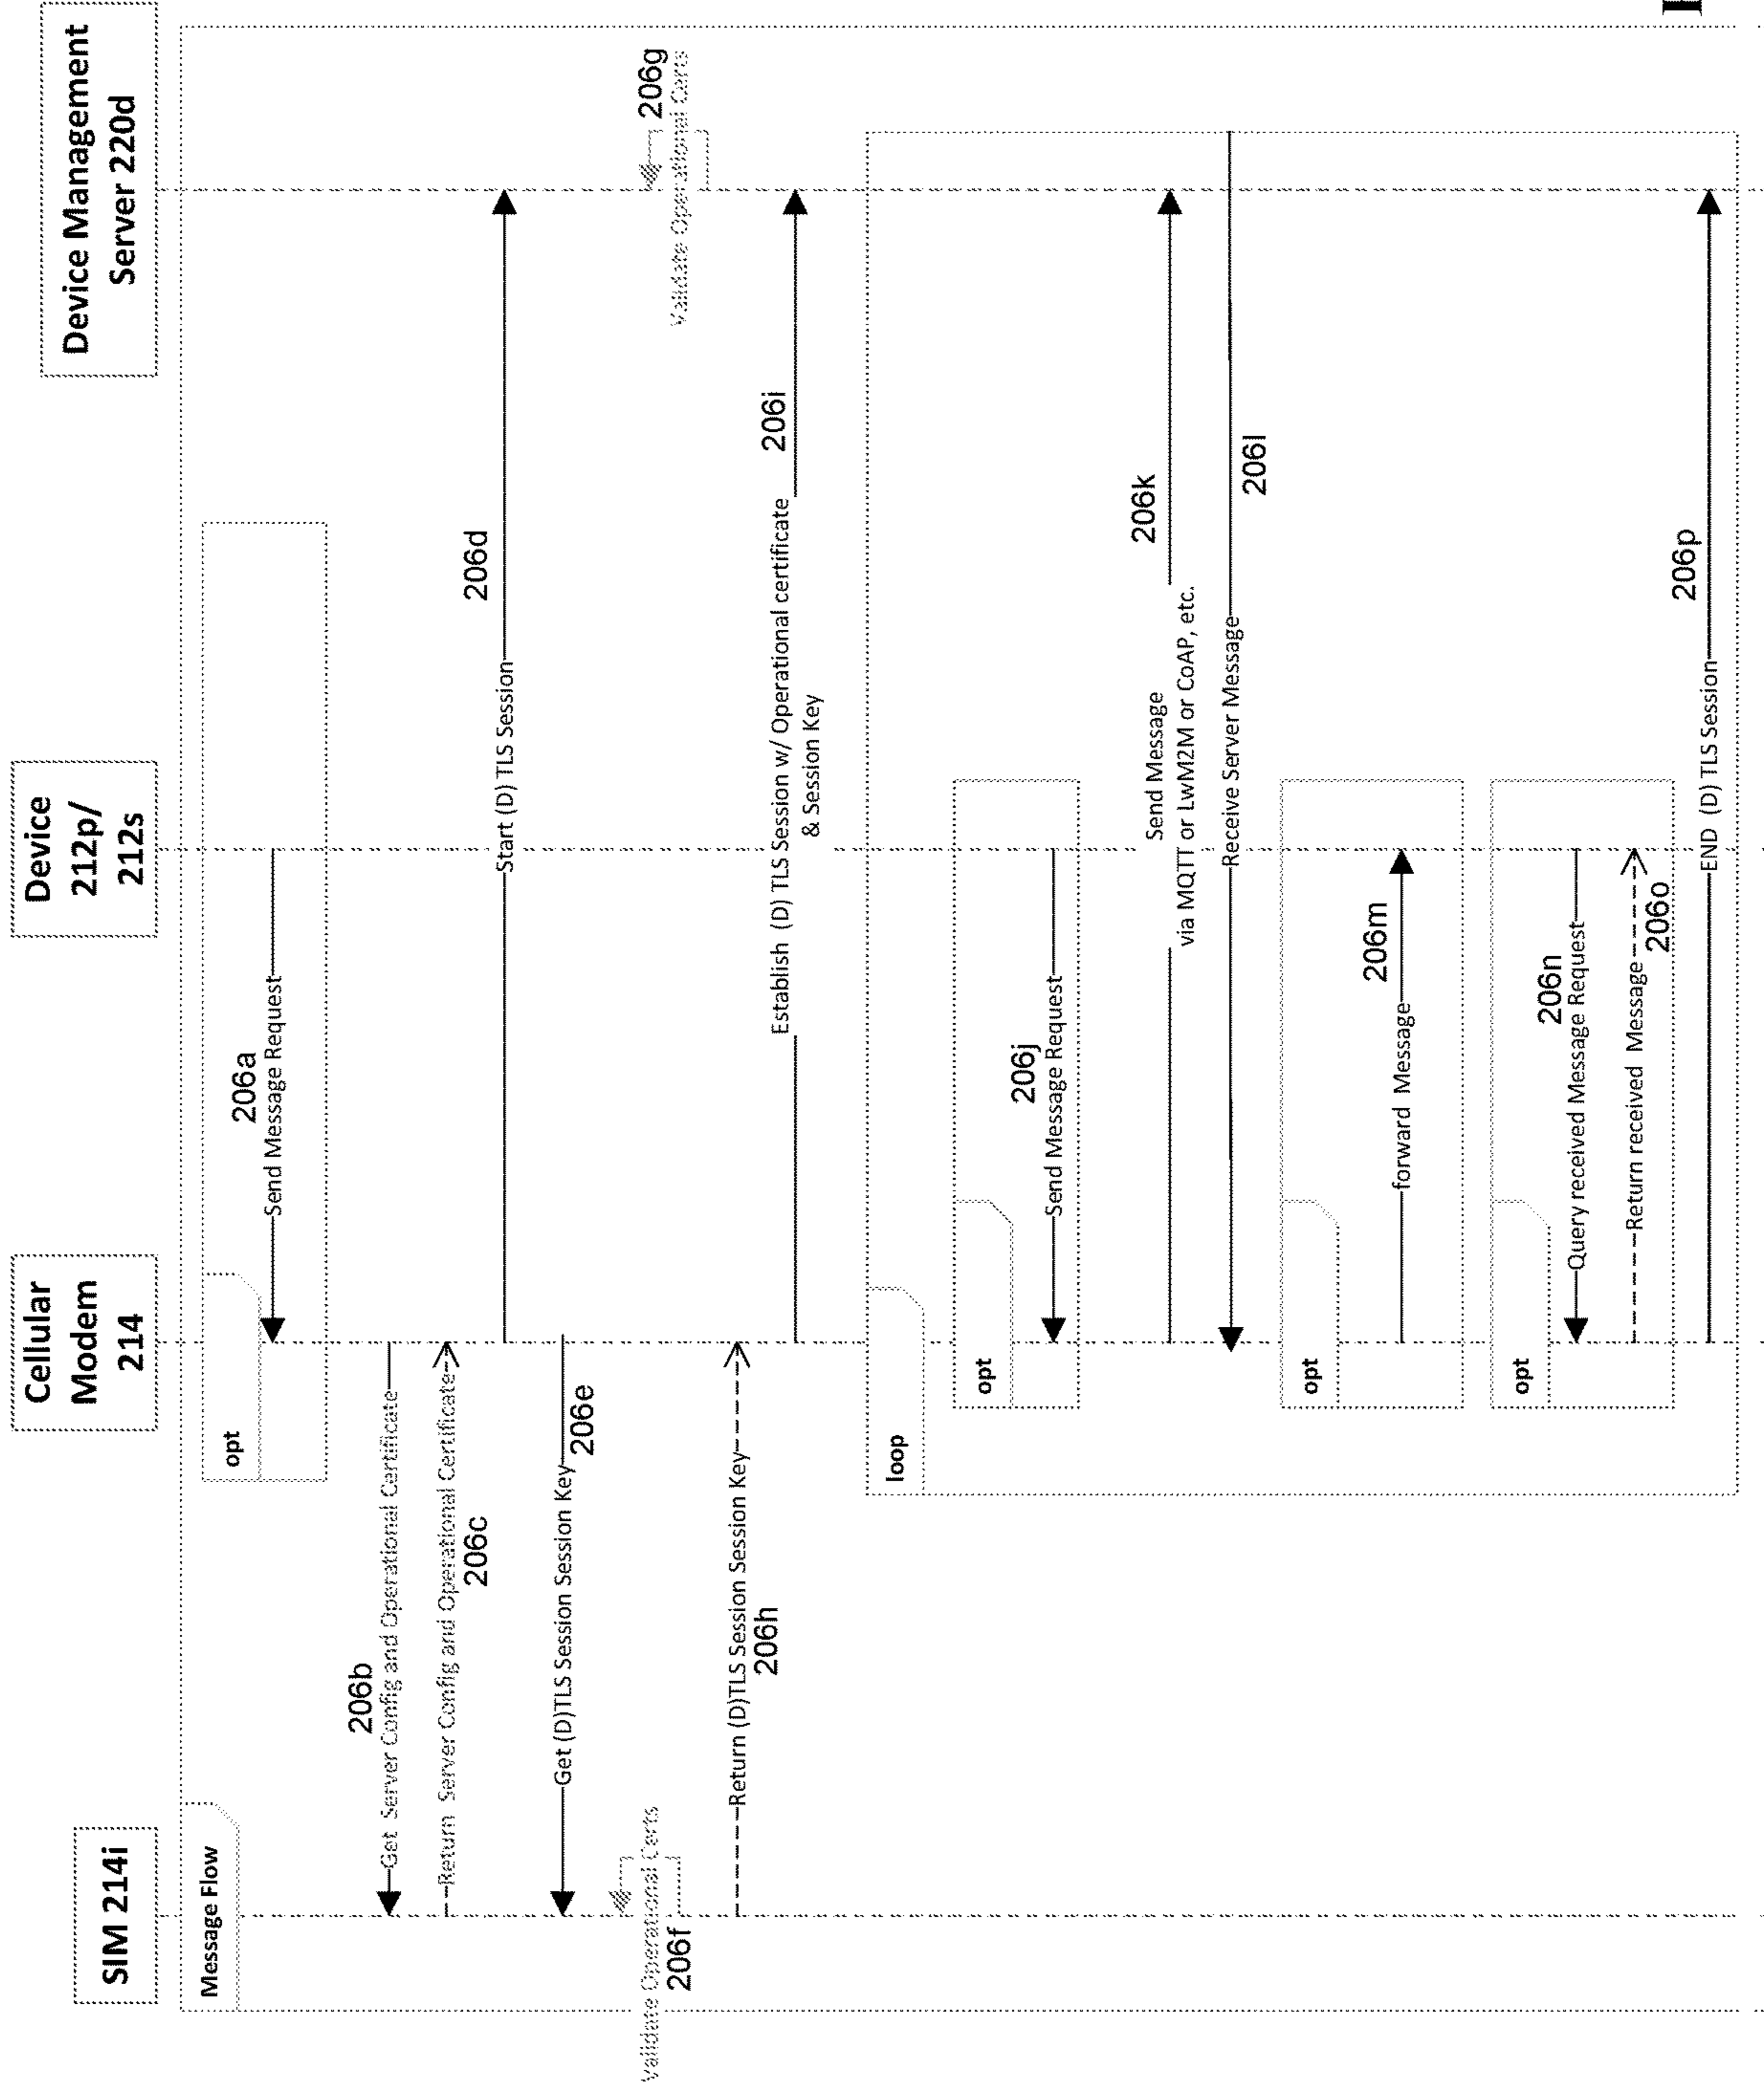 SIM 214i
Cellular
Modem
214
Device
212p/
212s
Device Management
Server 220d
Message Flow
opt
206a
Send Message Request
206b
Get Server Config and Operational Certificate
Return Server Config and Operational Certificate
206c
206d
Start (D) TLS Session
Get (D)TLS Session Session Key
206e
Validate Operational Certs
206f
206g
Validate Operational Certs
Return (D)TLS Session Session Key
206h
206i
Establish (D) TLS Session w/ Operational certificate
& Session Key
loop
opt
206j
Send Message Request
206k
Send Message
via MQTT or LwM2M or CoAP, etc.
Receive Server Message
206l
opt
206m
forward Message
opt
206n
Query received Message Request
Return received Message
206o
206p
END (D) TLS Session